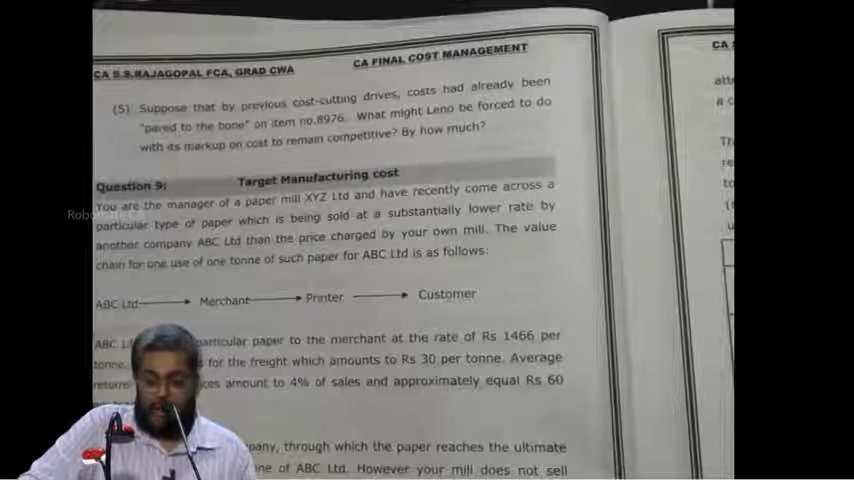 CA S.S.RAJAGOPAL FCA, GRAD CWA CA FINAL COST MANAGEMENT
(5) Suppose that by previous cost-cutting drives, costs had already been
"pared to the bone" on item no.8976. What might Leno be forced to do
with its markup on cost to remain competitive? By how much?
Question 9: Target Manufacturing cost
You are the manager of a paper mill XYZ Ltd and have recently come across a
particular type of paper which is being sold at a substantially lower rate by
another company ABC Ltd than the price charged by your own mill. The value
chain for one use of one tonne of such paper for ABC Ltd is as follows:
ABC Ltd Merchant Printer Customer
ABC particular paper to the merchant at the rate of Rs 1466 per
tonne. for the freight which amounts to Rs 30 per tonne. Average
amount to 4% of sales and approximately equal Rs 60
through which the paper reaches the ultimate
of ABC Ltd. However your mill does not sell
CA